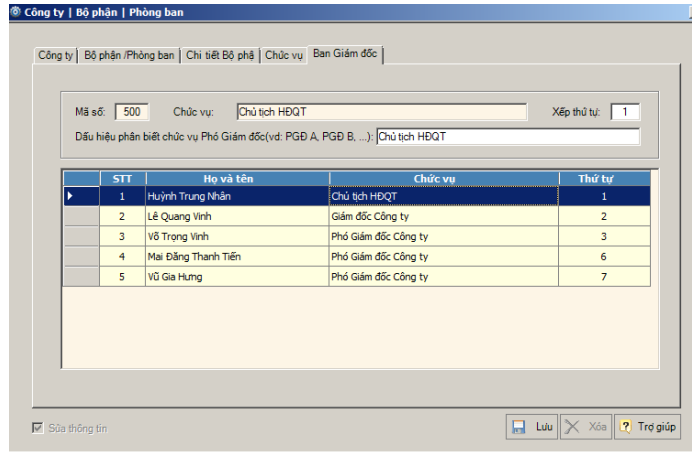 Công ty | Bộ phận | Phòng ban
Công ty Bộ phận /Phòng ban Chi tiết Bộ phậ Chức vụ Ban Giám đốc
Mã số: 500 Chức vụ: Chủ tịch HĐQT Xếp thứ tự: 1
Dấu hiệu phân biết chức vụ Phó Giám đốc(vd: PGĐ A, PGĐ B, ...): Chủ tịch HĐQT
STT Họ và tên Chức vụ Thứ tự
1 Huỳnh Trung Nhân Chủ tịch HĐQT 1
2 Lê Quang Vinh Giám đốc Công ty 2
3 Võ Trọng Vinh Phó Giám đốc Công ty 3
4 Mai Đăng Thanh Tiến Phó Giám đốc Công ty 6
5 Vũ Gia Hưng Phó Giám đốc Công ty 7
Sửa thông tin Lưu Xóa Trợ giúp